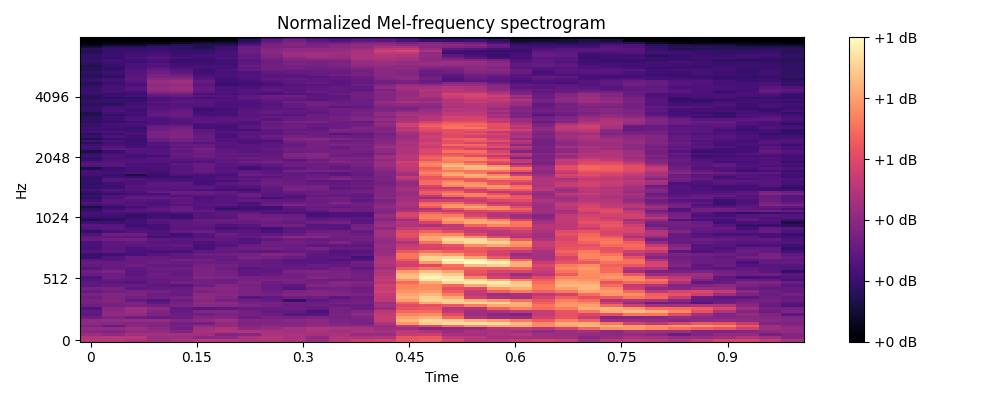 Normalized Mel-frequency spectrogram
Hz
4096
2048
1024
512
0
0
0.15
0.3
0.45
0.6
0.75
0.9
Time
+1 dB
+1 dB
+1 dB
+0 dB
+0 dB
+0 dB